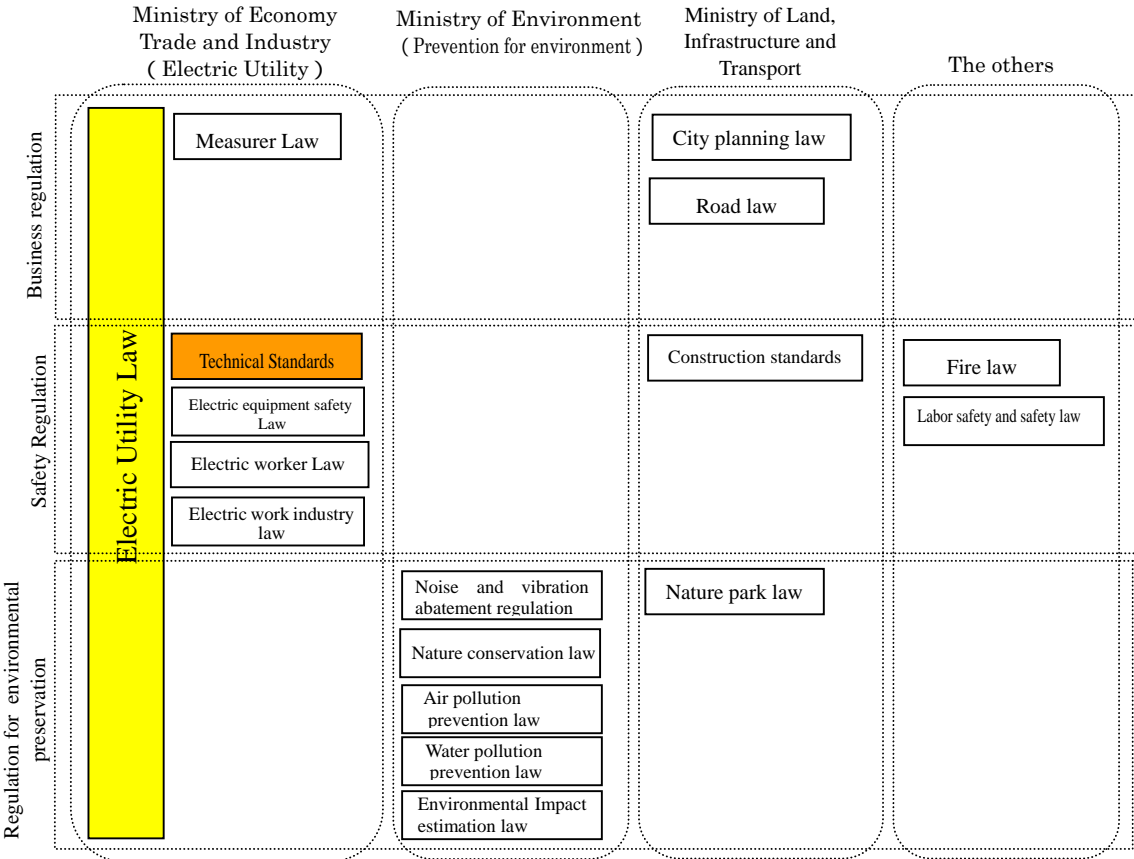 Ministry of Economy
Trade and Industry
( Electric Utility )
Ministry of Environment
( Prevention for environment )
Ministry of Land,
Infrastructure and
Transport
The others
Business regulation
Electric Utility Law
Measurer Law
City planning law
Road law
Safety Regulation
Technical Standards
Electric equipment safety
Law
Electric worker Law
Electric work industry
law
Construction standards
Fire law
Labor safety and safety law
Regulation for environmental
preservation
Noise and vibration
abatement regulation
Nature conservation law
Air pollution
prevention law
Water pollution
prevention law
Environmental Impact
estimation law
Nature park law